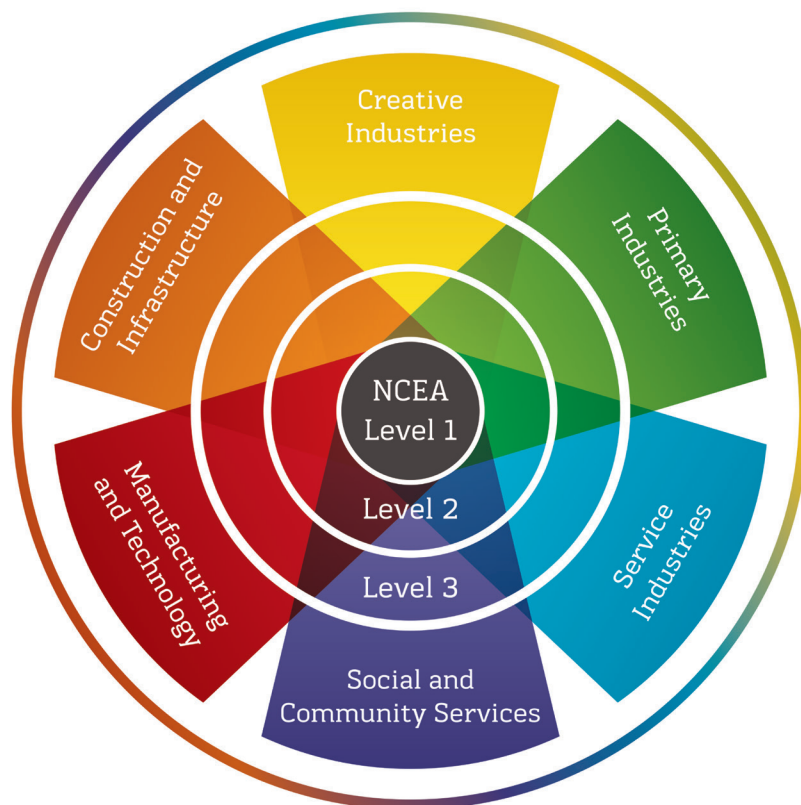 Creative
Industries
Primary
Industries
Service
Industries
Social and
Community Services
Manufacturing
and Technology
Construction and
Infrastructure
NCEA
Level 1
Level 2
Level 3